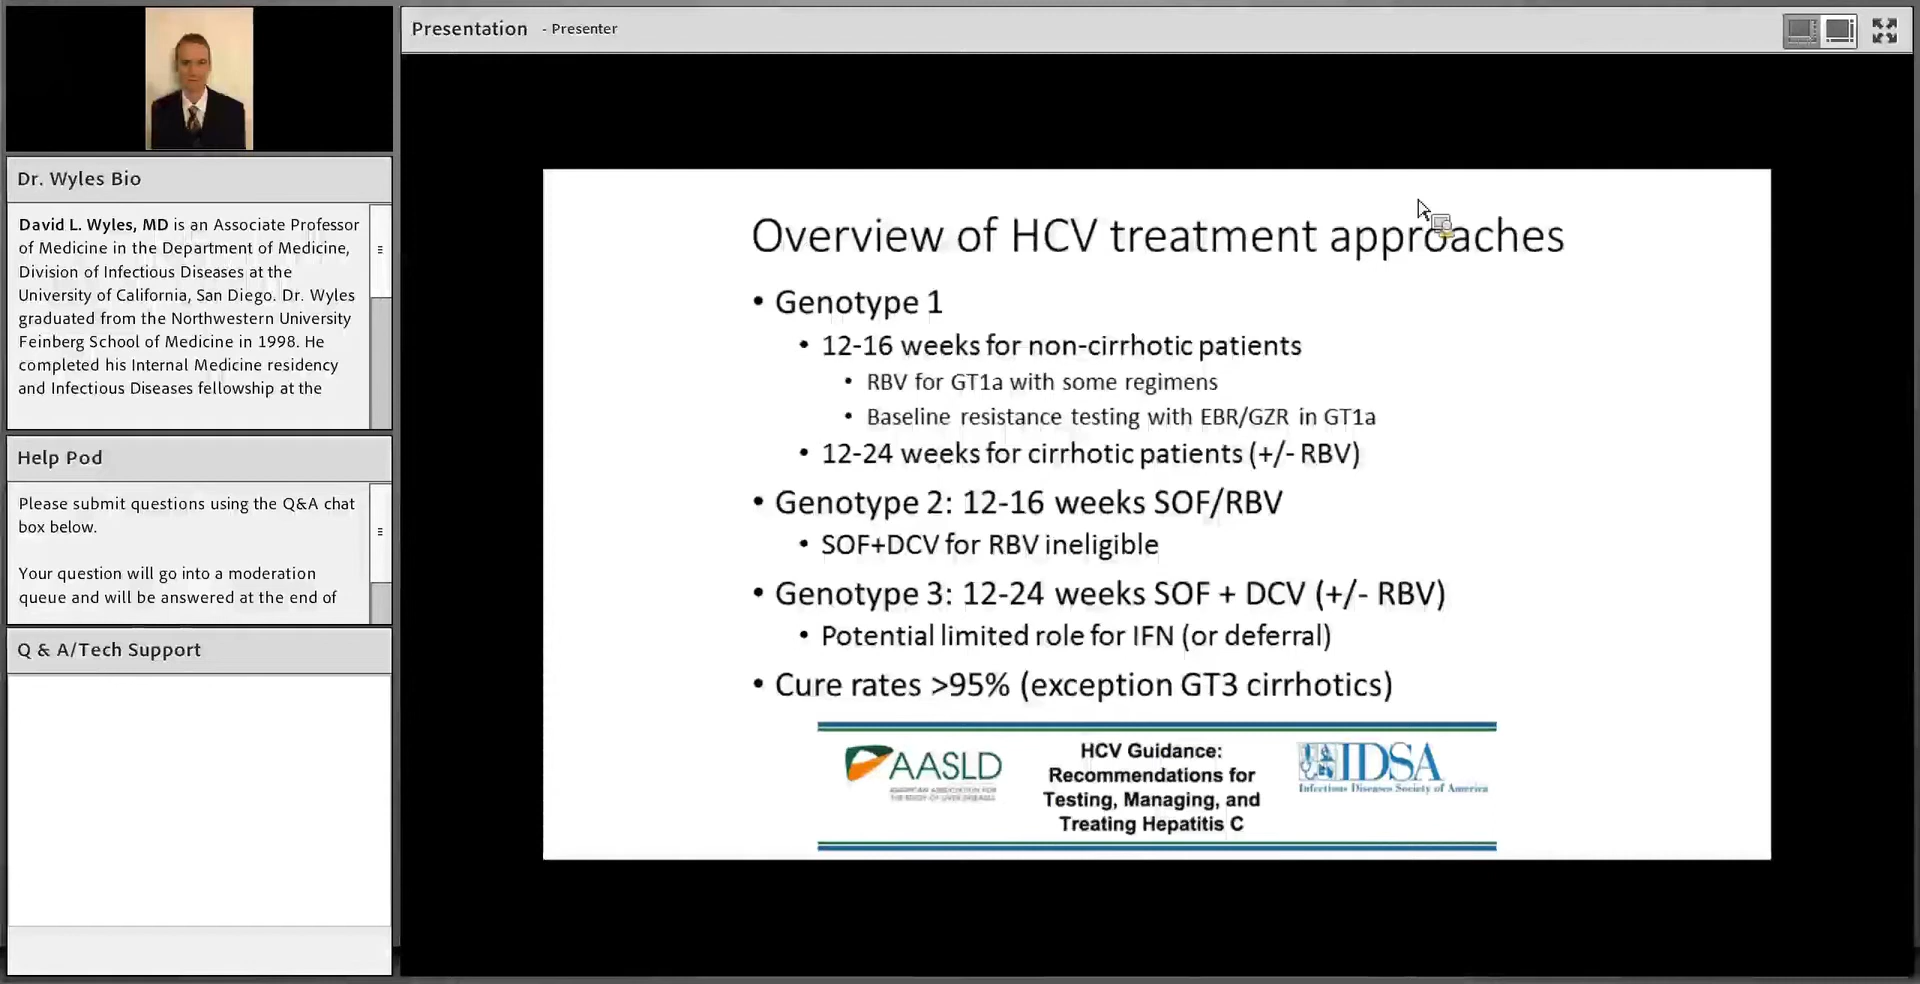 Presentation - Presenter
Dr. Wyles Bio
David L. Wyles, MD is an Associate Professor
of Medicine in the Department of Medicine,
Division of Infectious Diseases at the
University of California, San Diego. Dr. Wyles
graduated from the Northwestern University
Feinberg School of Medicine in 1998. He
completed his Internal Medicine residency
and Infectious Diseases fellowship at the
Help Pod
Please submit questions using the Q&A chat
box below.
Your question will go into a moderation
queue and will be answered at the end of
Q & A/Tech Support
Overview of HCV treatment approaches
• Genotype 1
• 12-16 weeks for non-cirrhotic patients
• RBV for GT1a with some regimens
• Baseline resistance testing with EBR/GZR in GT1a
• 12-24 weeks for cirrhotic patients (+/- RBV)
• Genotype 2: 12-16 weeks SOF/RBV
• SOF+DCV for RBV ineligible
• Genotype 3: 12-24 weeks SOF + DCV (+/- RBV)
• Potential limited role for IFN (or deferral)
• Cure rates >95% (exception GT3 cirrhotics)
AASLD
AMERICAN ASSOCIATION FOR
THE STUDY OF LIVER DISEASES
HCV Guidance:
Recommendations for
Testing, Managing, and
Treating Hepatitis C
IDSA
Infectious Diseases Society of America